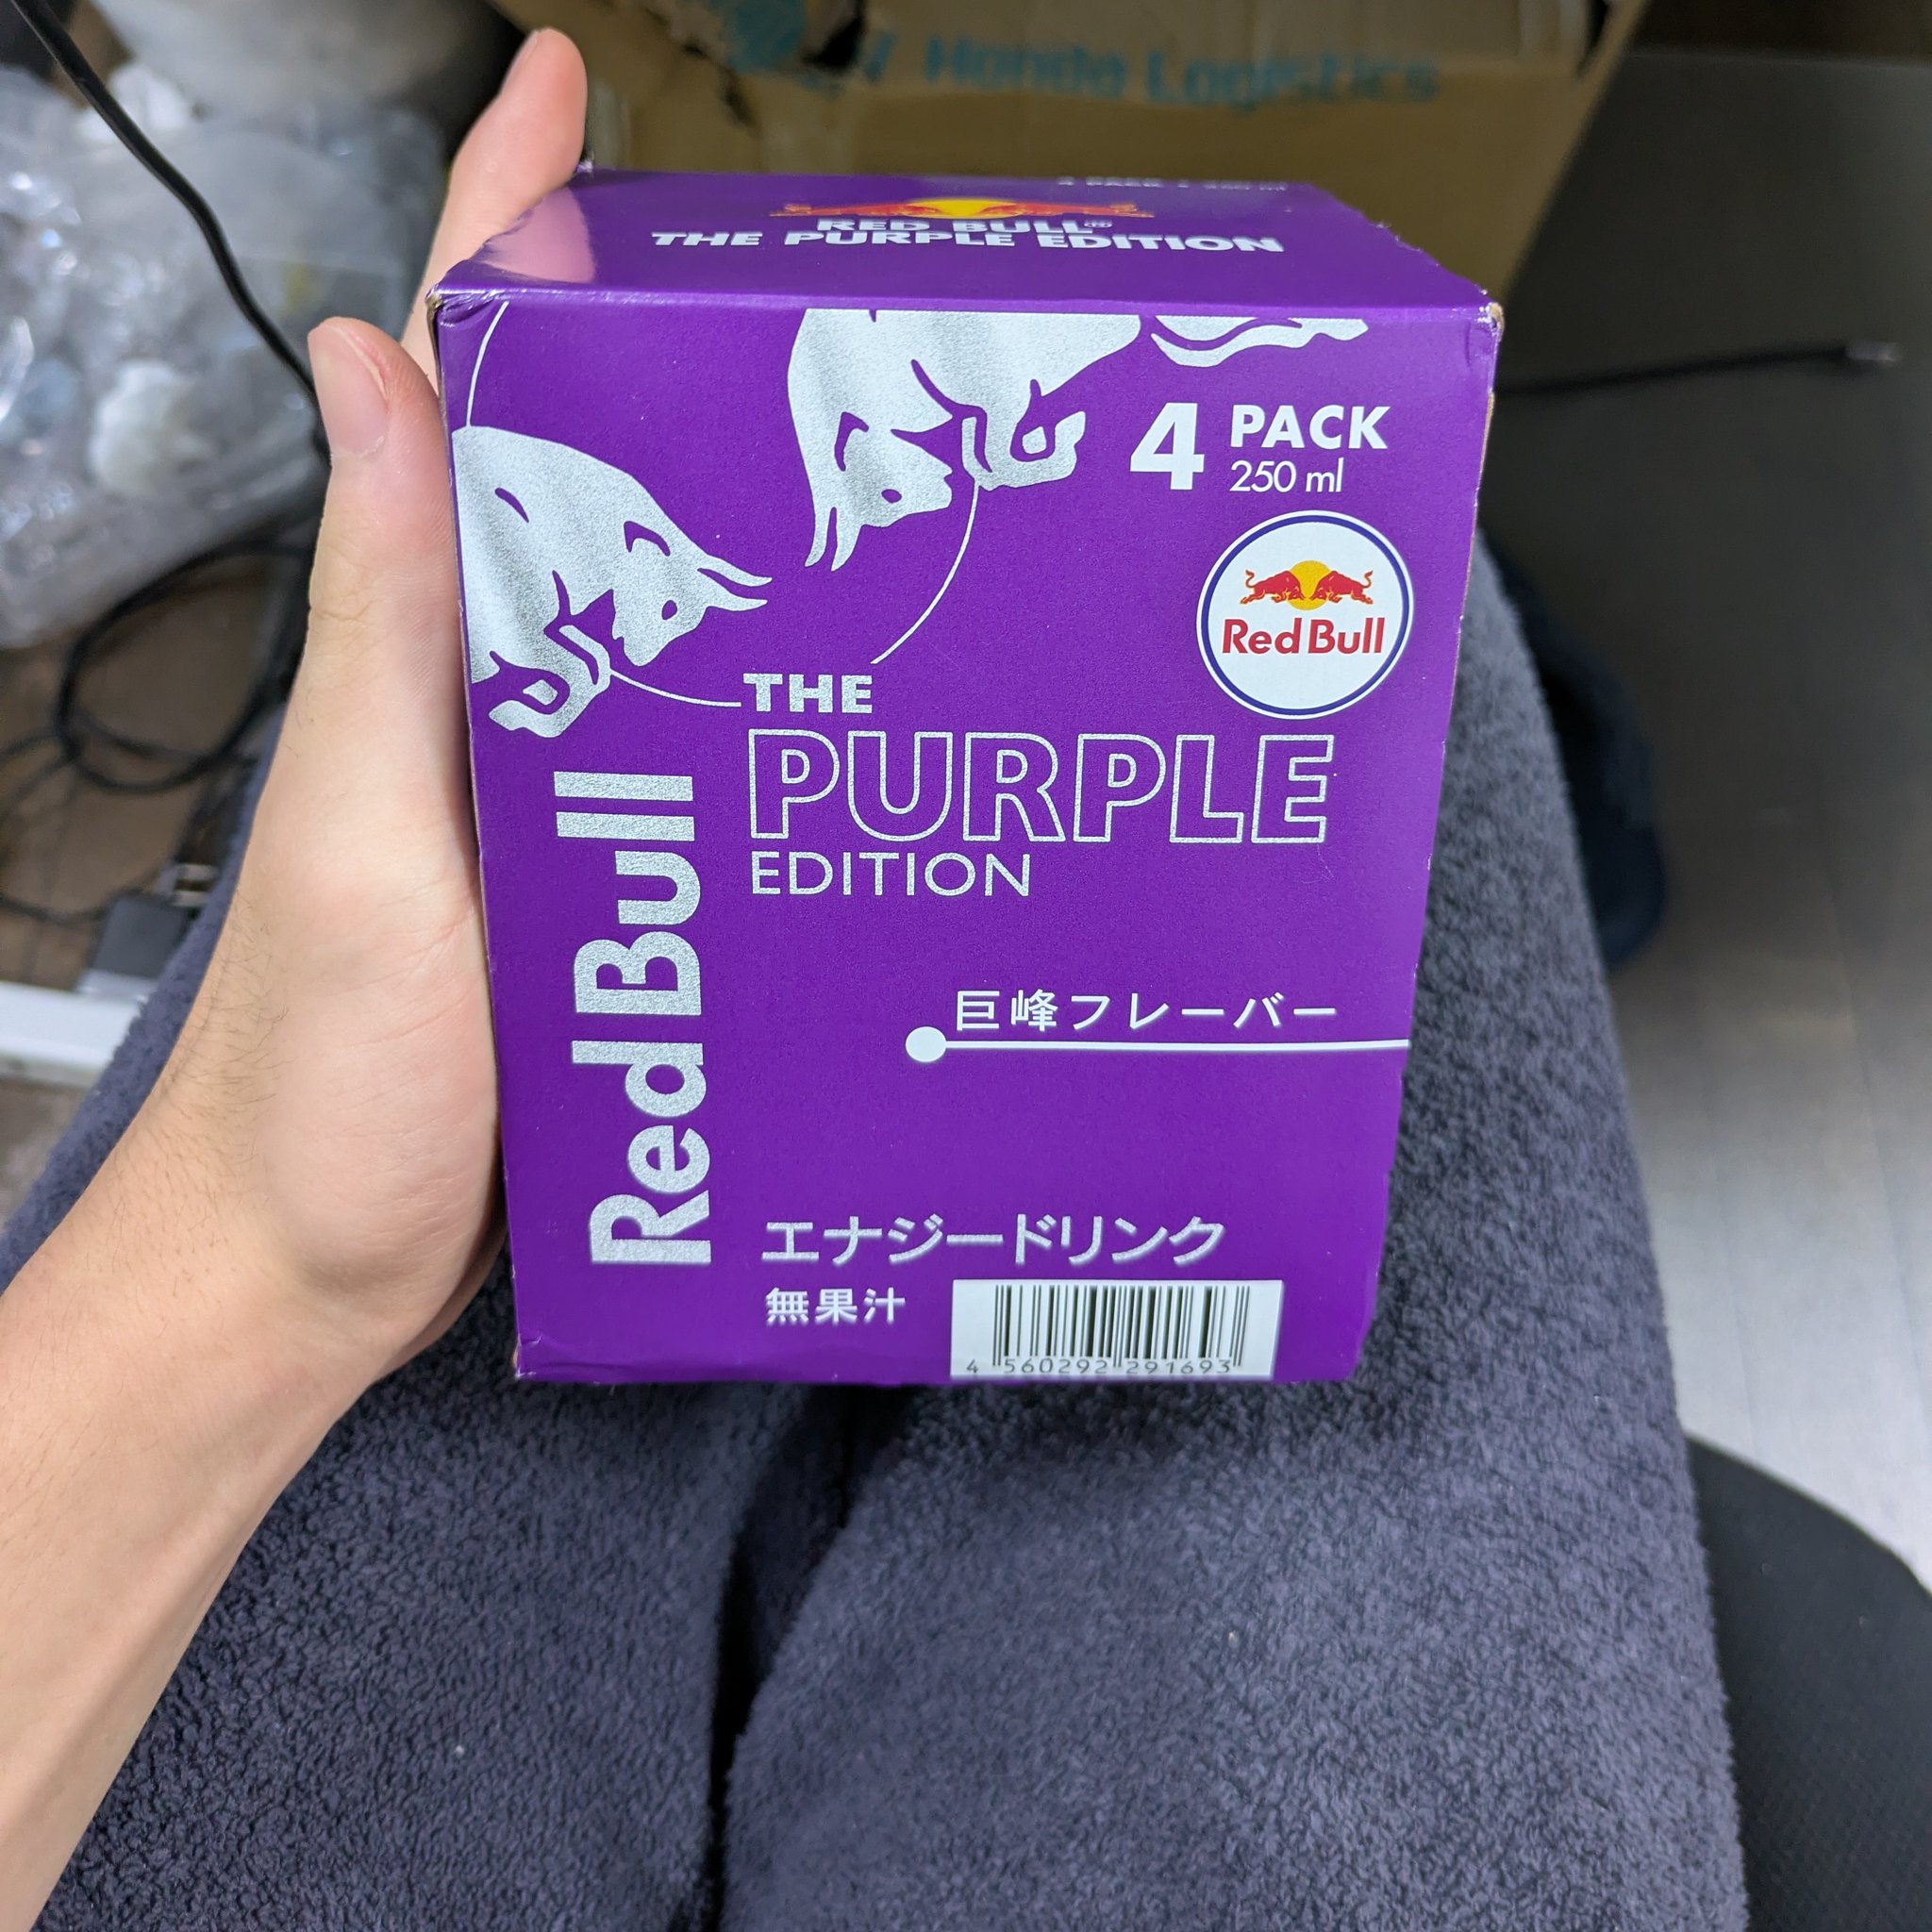 Honda Logistics
RED BULL
THE PURPLE EDITION
4 PACK
250 ml
Red Bull
THE
PURPLE
EDITION
Red Bull
巨峰フレーバー
エナジードリンク
無果汁
4 560292 291693